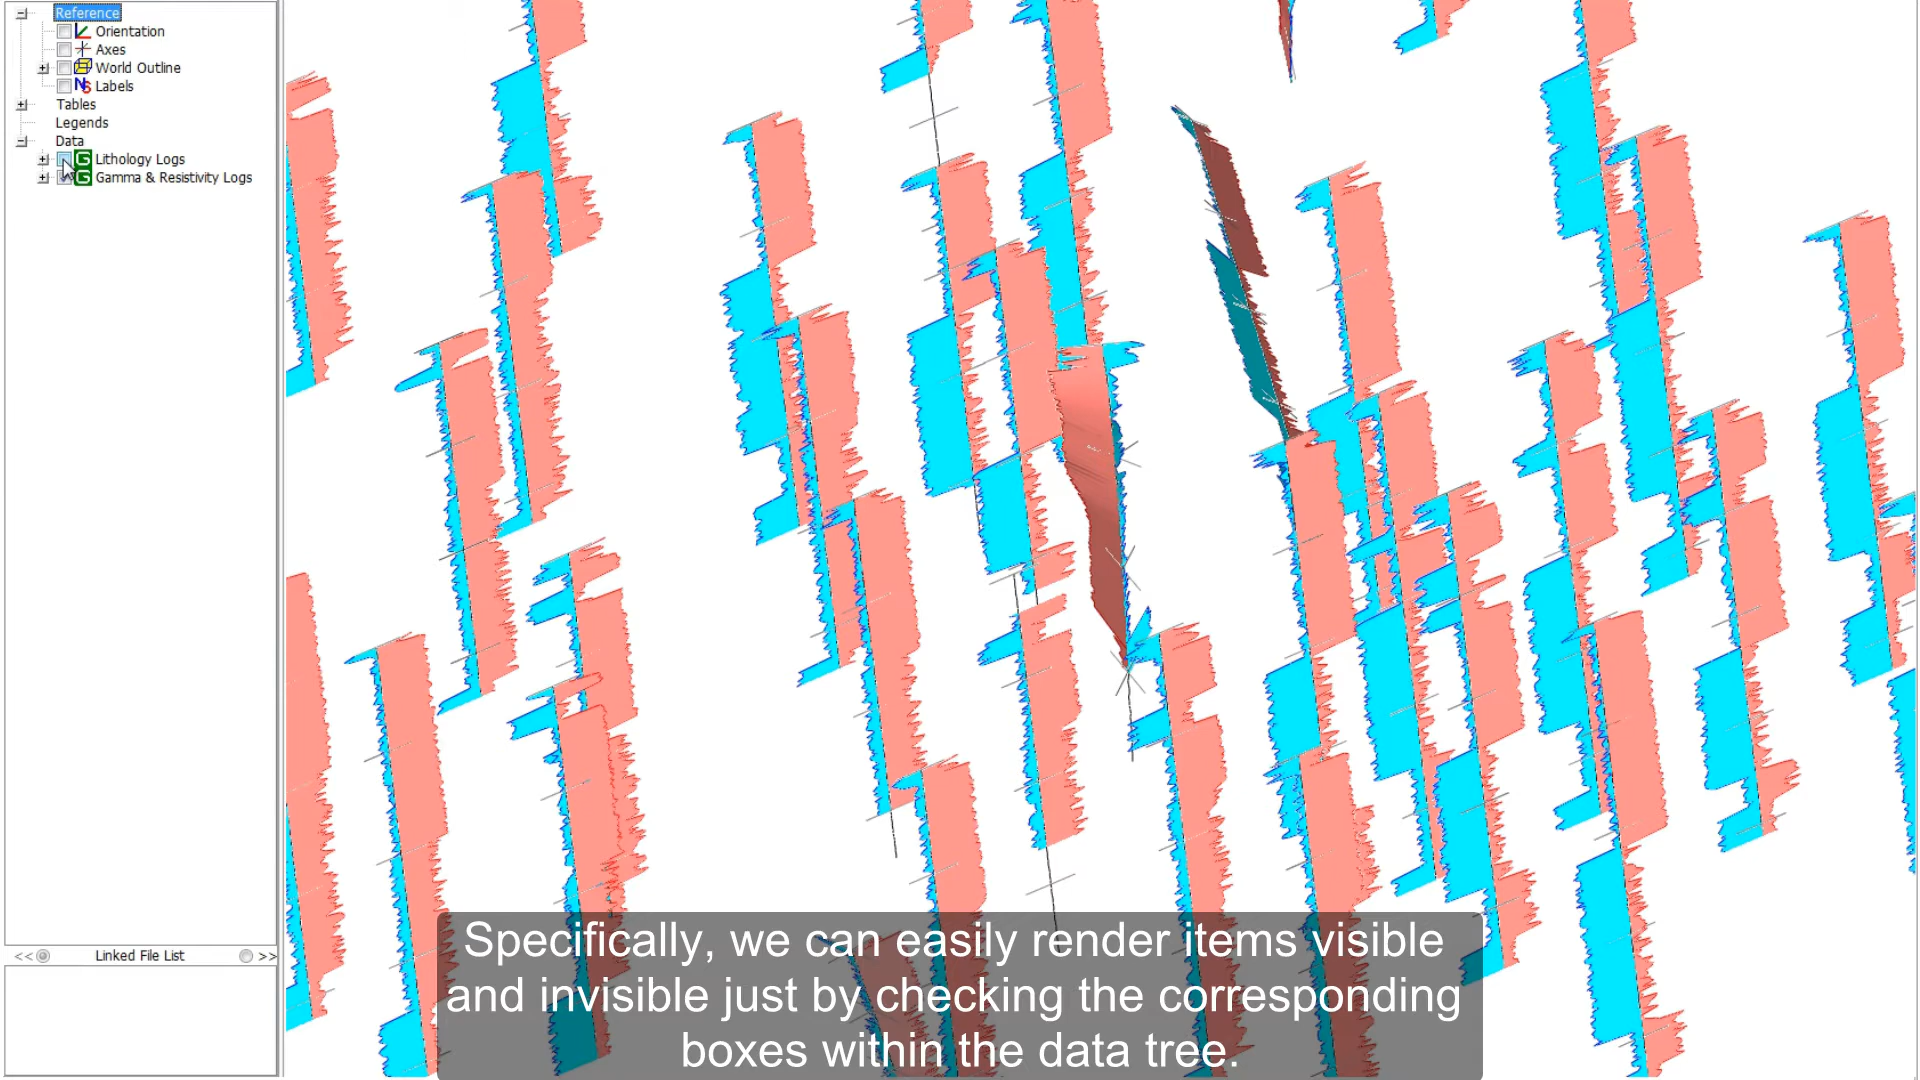 Reference
Orientation
Axes
World Outline
Labels
Tables
Legends
Data
Lithology Logs
Gamma & Resistivity Logs
<< Linked File List >>
Specifically, we can easily render items visible
and invisible just by checking the corresponding
boxes within the data tree.